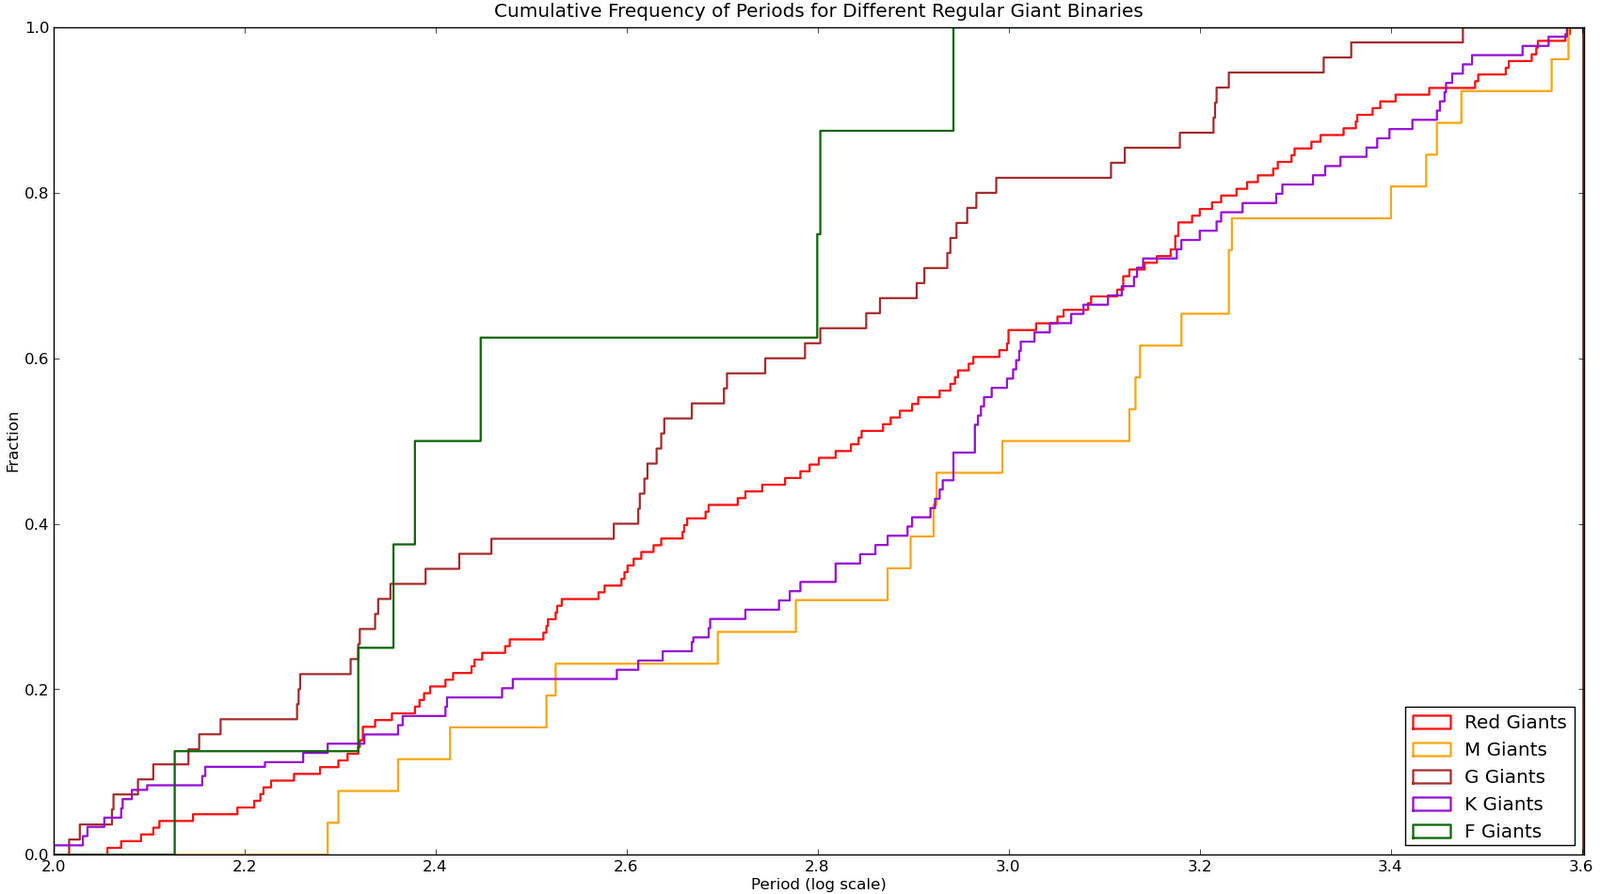 Cumulative Frequency of Periods for Different Regular Giant Binaries
1.0
0.8
0.6
0.4
0.2
0.0
Fraction
2.0 2.2 2.4 2.6 2.8 3.0 3.2 3.4 3.6
Period (log scale)
Red Giants
M Giants
G Giants
K Giants
F Giants